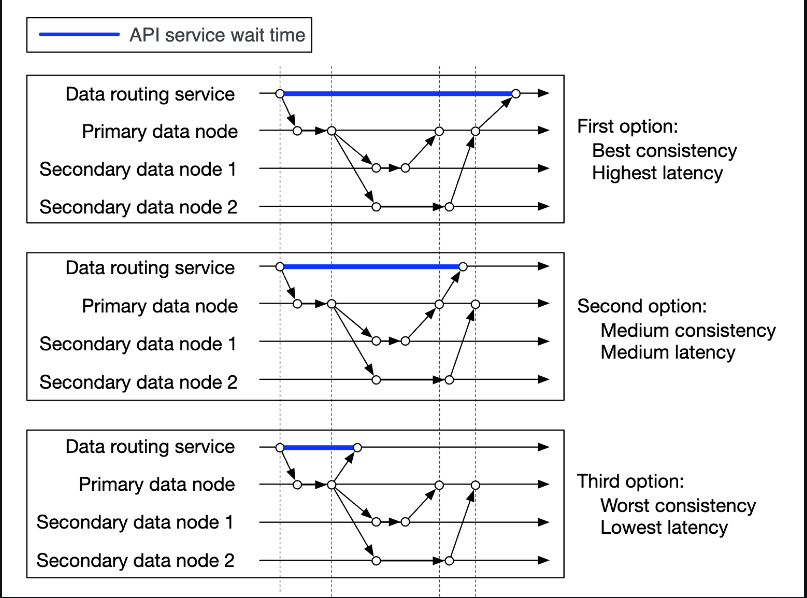 API service wait time
Data routing service
Primary data node
Secondary data node 1
Secondary data node 2
First option:
Best consistency
Highest latency
Data routing service
Primary data node
Secondary data node 1
Secondary data node 2
Second option:
Medium consistency
Medium latency
Data routing service
Primary data node
Secondary data node 1
Secondary data node 2
Third option:
Worst consistency
Lowest latency